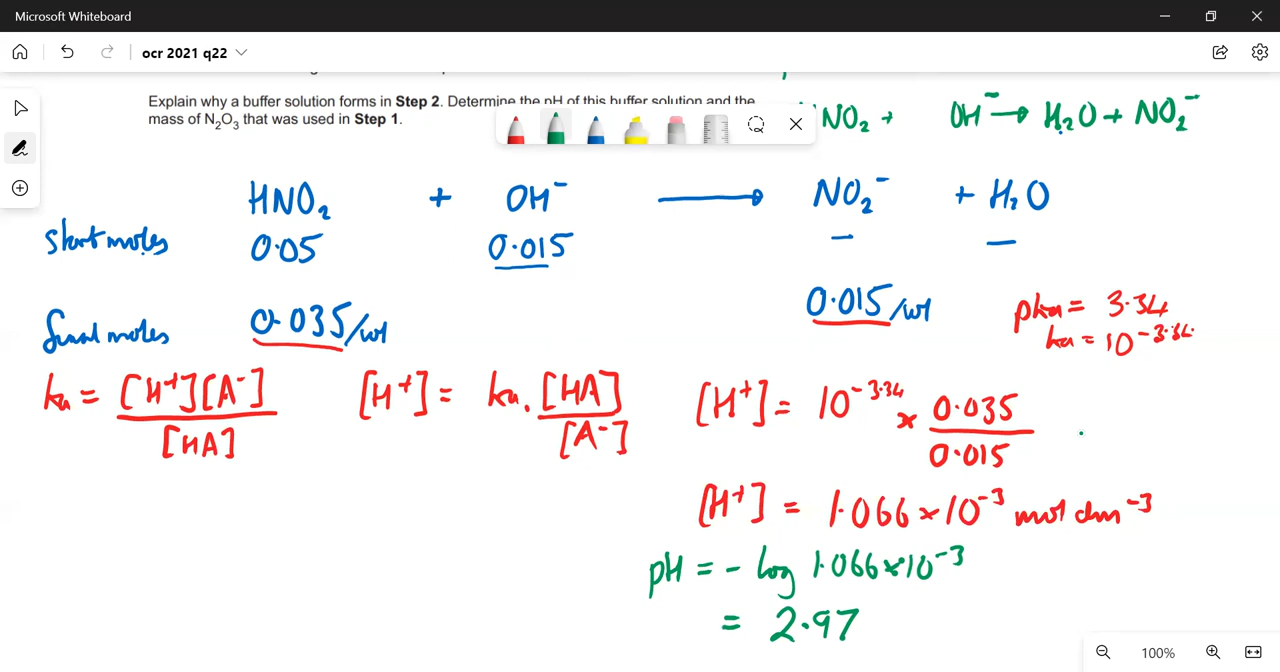 Microsoft Whiteboard
ocr 2021 q22
Explain why a buffer solution forms in Step 2. Determine the pH of this buffer solution and the
mass of N₂O₃ that was used in Step 1.
NO₂ + OH⁻ → H₂O + NO₂⁻
HNO₂ + OH⁻ → NO₂⁻ + H₂O
Start moles 0.05 0.015 — —
final moles 0.035/vol 0.015/vol
pka = 3.34
ka = 10⁻³·³⁴
ka = [H⁺][A⁻] / [HA] [H⁺] = ka . [HA] / [A⁻] [H⁺] = 10⁻³·³⁴ × 0.035 / 0.015
[H⁺] = 1.066 × 10⁻³ mol dm⁻³
pH = - log 1.066 × 10⁻³
= 2.97
100%